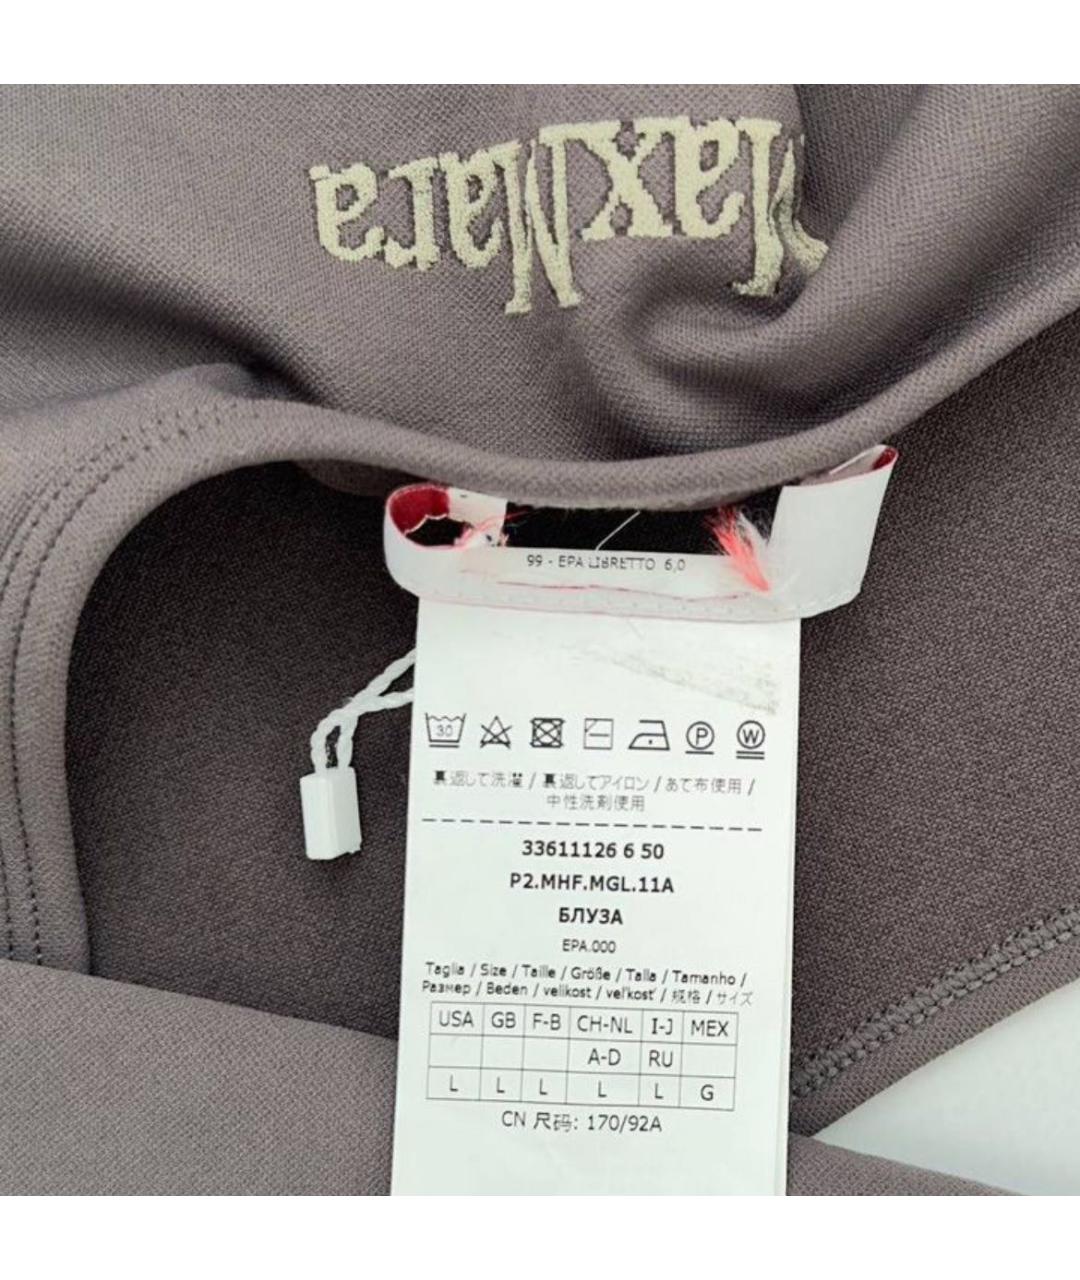 MaxMara
99 - EPA LIBRETTO 6,0
30
P
W
裏返して洗濯 / 裏返してアイロン / あて布使用 /
中性洗剤使用
33611126 6 50
P2.MHF.MGL.11A
БЛУЗА
EPA.000
Taglia / Size / Taille / Größe / Talla / Tamanho /
Размер / Beden / velikost / veľkosť / 规格 / サイズ
USA GB F-B CH-NL I-J MEX
A-D RU
L L L L L G
CN 尺码: 170/92A